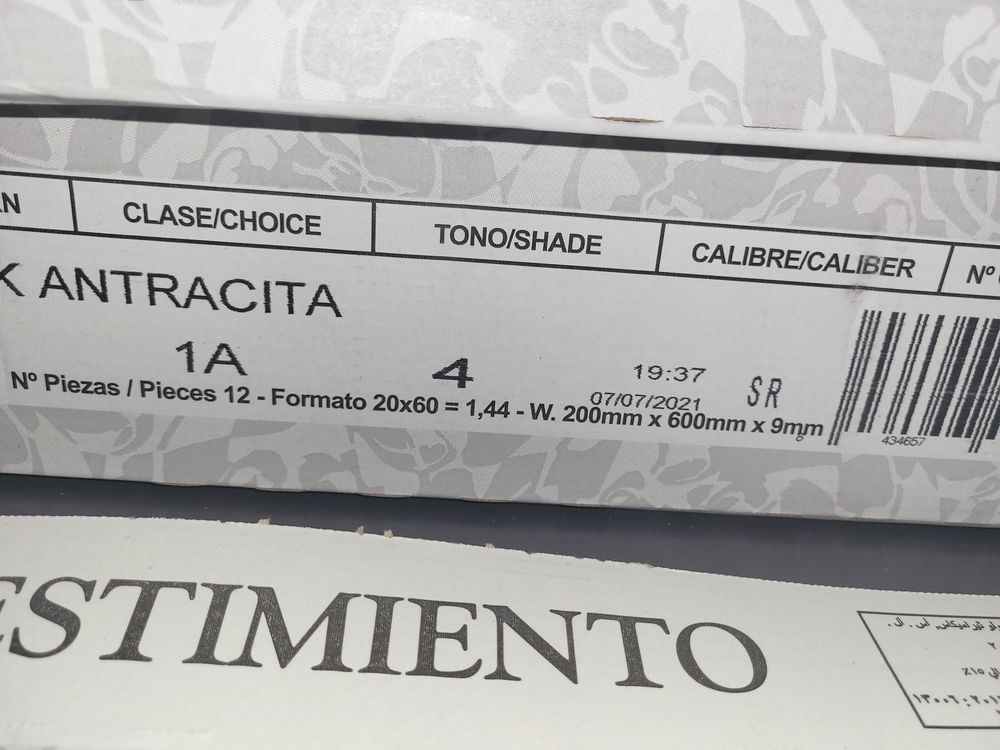 N CLASE/CHOICE TONO/SHADE CALIBRE/CALIBER Nº
K ANTRACITA
1A 4 19:37 SR
07/07/2021
Nº Piezas / Pieces 12 - Formato 20x60 = 1,44 - W. 200mm x 600mm x 9mm
434657
ESTIMIENTO